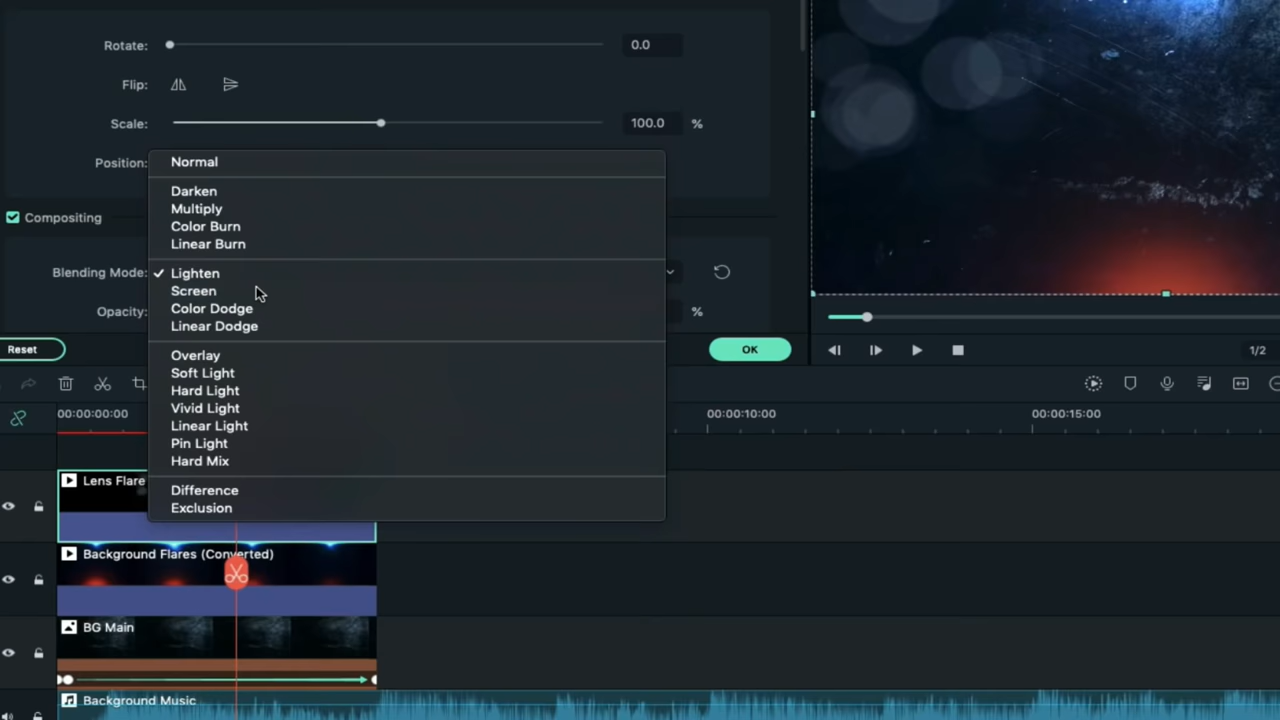 Rotate:
0.0
Flip:
Scale:
100.0
%
Position:
Normal
Darken
Multiply
Compositing
Color Burn
Linear Burn
Blending Mode:
Lighten
Screen
Opacity:
%
Color Dodge
Linear Dodge
Reset
OK
1/2
Overlay
Soft Light
Hard Light
Vivid Light
Linear Light
Pin Light
Hard Mix
Difference
Exclusion
00:00:00:00
00:00:10:00
00:00:15:00
Lens Flare
Background Flares (Converted)
BG Main
Background Music